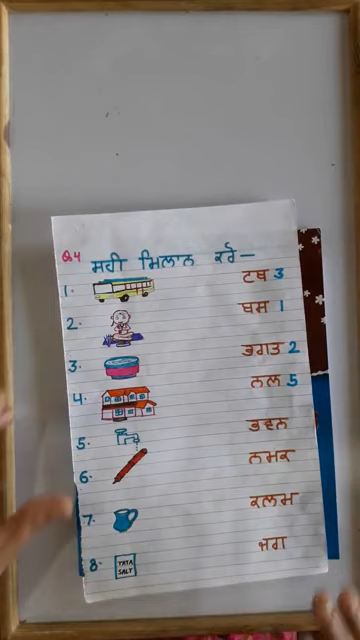 Q4 ਸਹੀ ਮਿਲਾਨ ਕਰੋ —
1. ਟਬ 3
2. ਬਸ 1
3. ਭਗਤ 2
4. ਨਲ 5
5. ਭਵਨ
6. ਨਮਕ
7. ਕਲਮ
8. TATA SALT ਜਗ